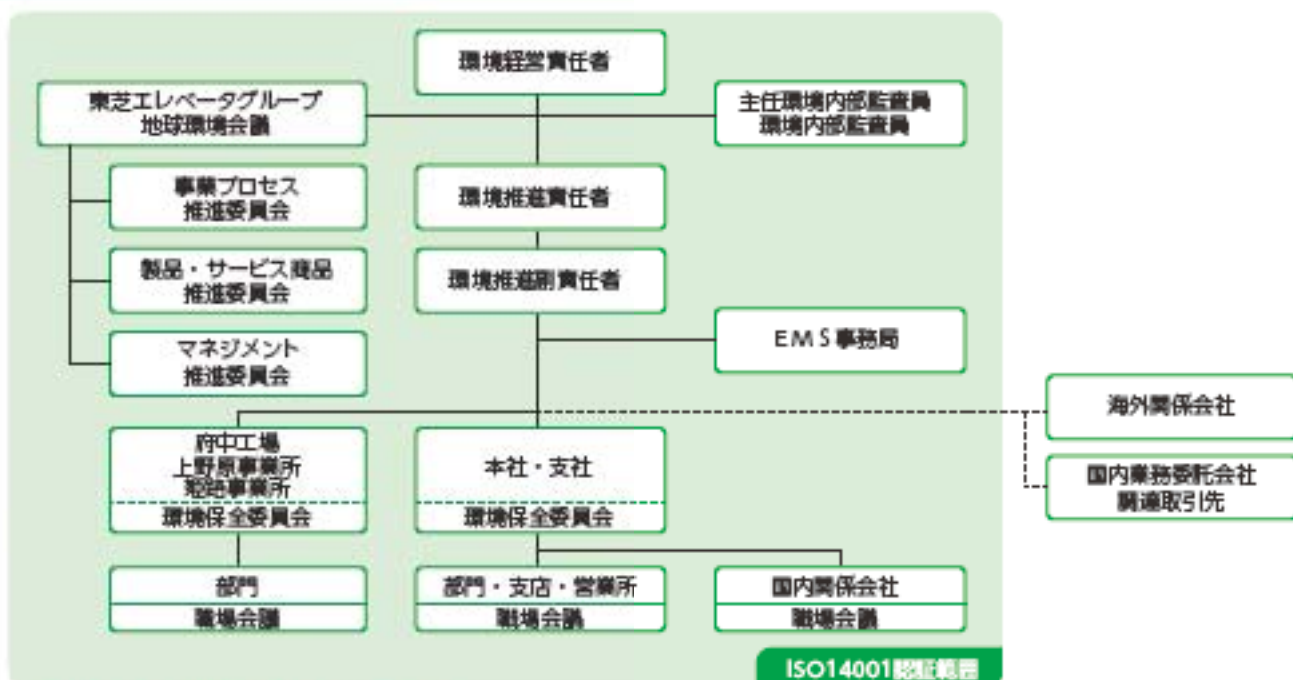 環境経営責任者
東芝エレベータグループ
地球環境会議
主任環境内部監査員
環境内部監査員
事業プロセス
推進委員会
環境推進責任者
製品・サービス商品
推進委員会
環境推進副責任者
マネジメント
推進委員会
EMS事務局
海外関係会社
府中工場
上野原事業所
姫路事業所
環境保全委員会
本社・支社
環境保全委員会
国内業務委託会社
調達取引先
部門
職場会議
部門・支店・営業所
職場会議
国内関係会社
職場会議
ISO14001認証範囲